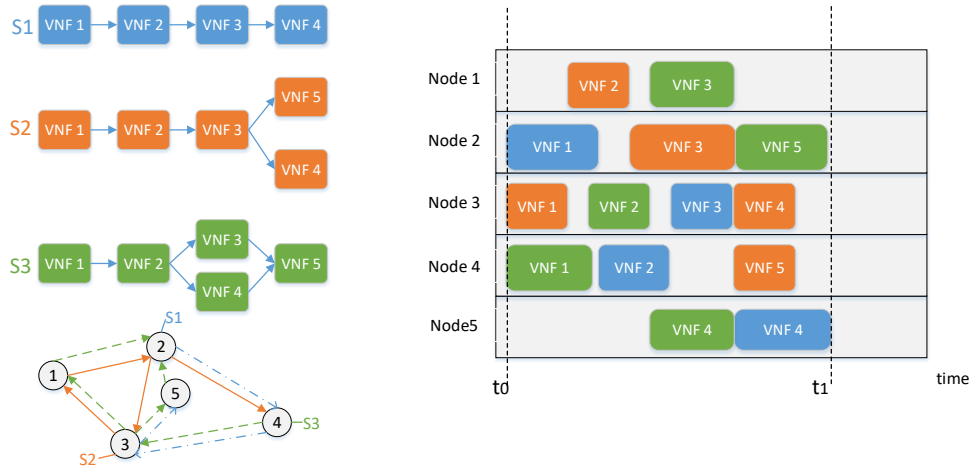 S1 VNF 1 VNF 2 VNF 3 VNF 4
VNF 5
S2 VNF 1 VNF 2 VNF 3
VNF 4
VNF 3
S3 VNF 1 VNF 2 VNF 5
VNF 4
S1
2
1
5
4 S3
3
S2
Node 1 VNF 2 VNF 3
Node 2 VNF 1 VNF 3 VNF 5
Node 3 VNF 1 VNF 2 VNF 3 VNF 4
Node 4 VNF 1 VNF 2 VNF 5
Node5 VNF 4 VNF 4
t0 t1 time